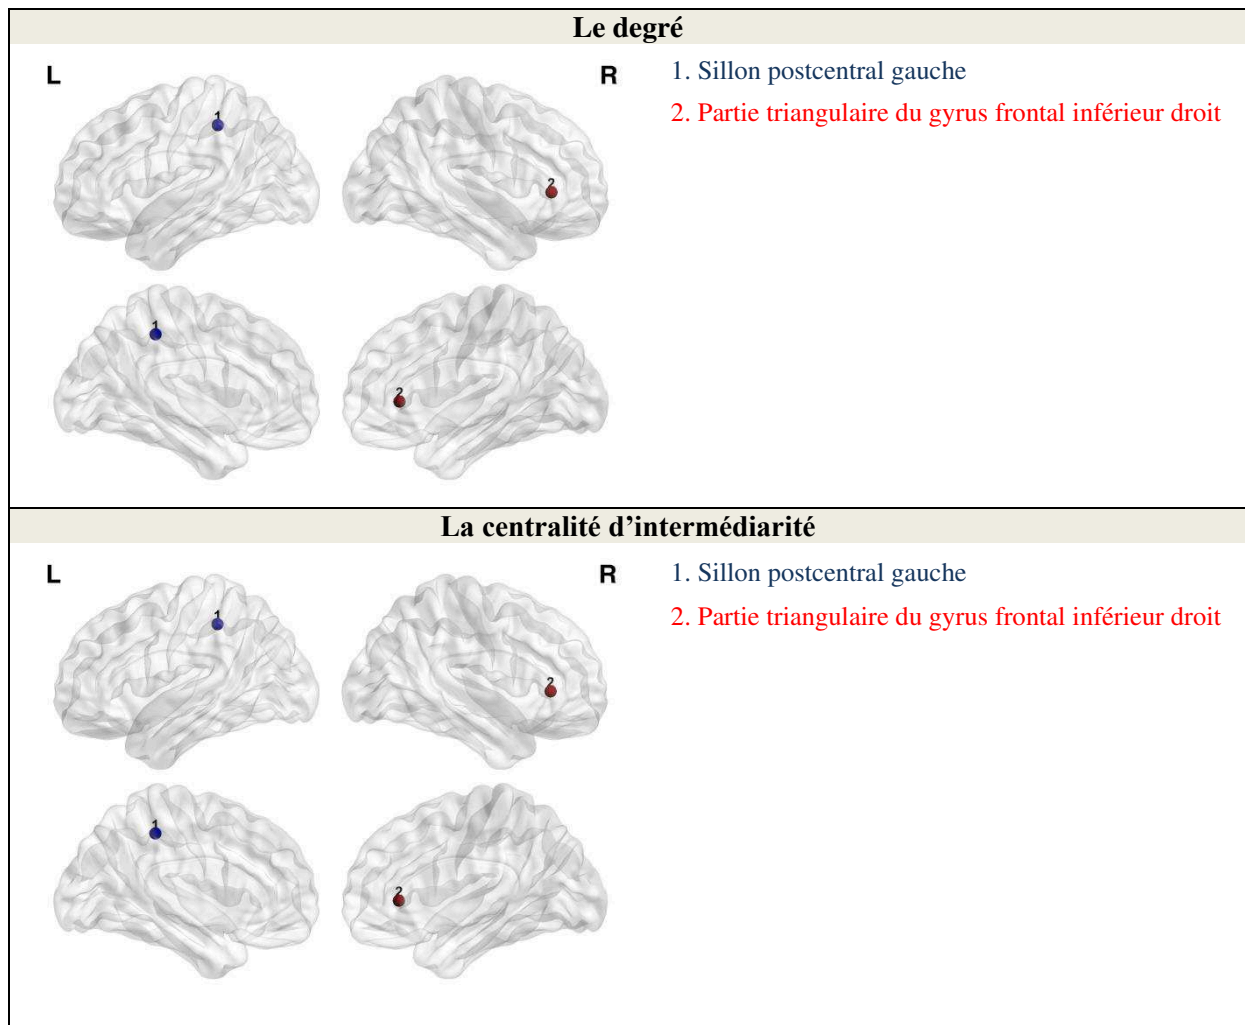 Le degré
L
R
1. Sillon postcentral gauche
2. Partie triangulaire du gyrus frontal inférieur droit
1
2
1
2
La centralité d'intermédiarité
L
R
1. Sillon postcentral gauche
2. Partie triangulaire du gyrus frontal inférieur droit
1
2
1
2